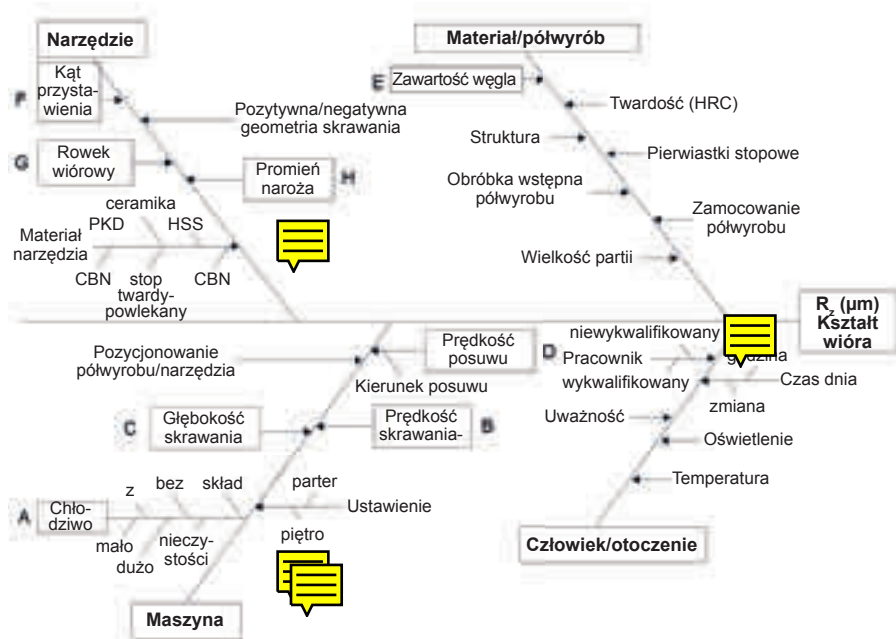 Narzędzie
Materiał/półwyrób
F
Kąt
przysta-
wienia
Pozytywna/negatywna
geometria skrawania
G
Rowek
wiórowy
Promień
naroża
H
ceramika
PKD
HSS
Materiał
narzędzia
CBN
stop
twardy-
powlekany
CBN
E
Zawartość węgla
Twardość (HRC)
Struktura
Pierwiastki stopowe
Obróbka wstępna
półwyrobu
Zamocowanie
półwyrobu
Wielkość partii
Rz (µm)
Kształt
wióra
Pozycjonowanie
półwyrobu/narzędzia
Prędkość
posuwu
D
Kierunek posuwu
C
Głębokość
skrawania
Prędkość
skrawania-
B
z
bez
skład
parter
A
Chło-
dziwo
Ustawienie
mało
dużo
nieczy-
stości
piętro
Maszyna
niewykwalifikowany
Pracownik
wykwalifikowany
Czas dnia
zmiana
Uważność
Oświetlenie
Temperatura
Człowiek/otoczenie